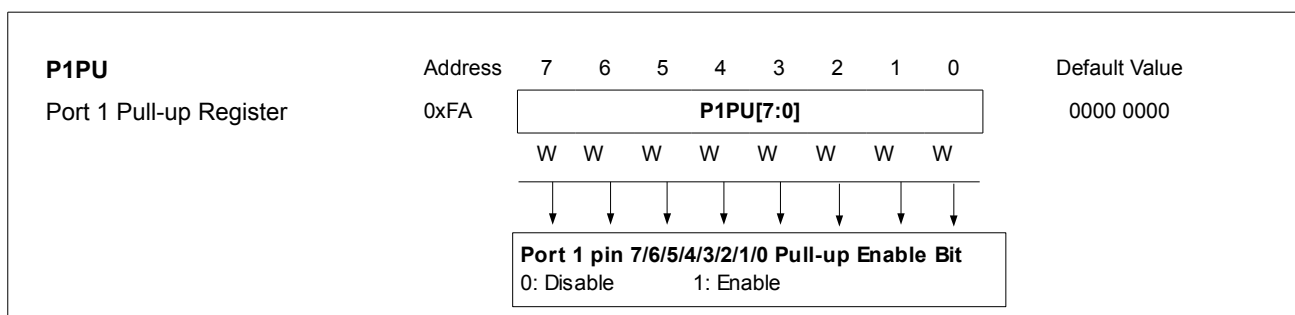 P1PU Address 7 6 5 4 3 2 1 0 Default Value
Port 1 Pull-up Register 0xFA P1PU[7:0] 0000 0000
W W W W W W W W
Port 1 pin 7/6/5/4/3/2/1/0 Pull-up Enable Bit
0: Disable 1: Enable